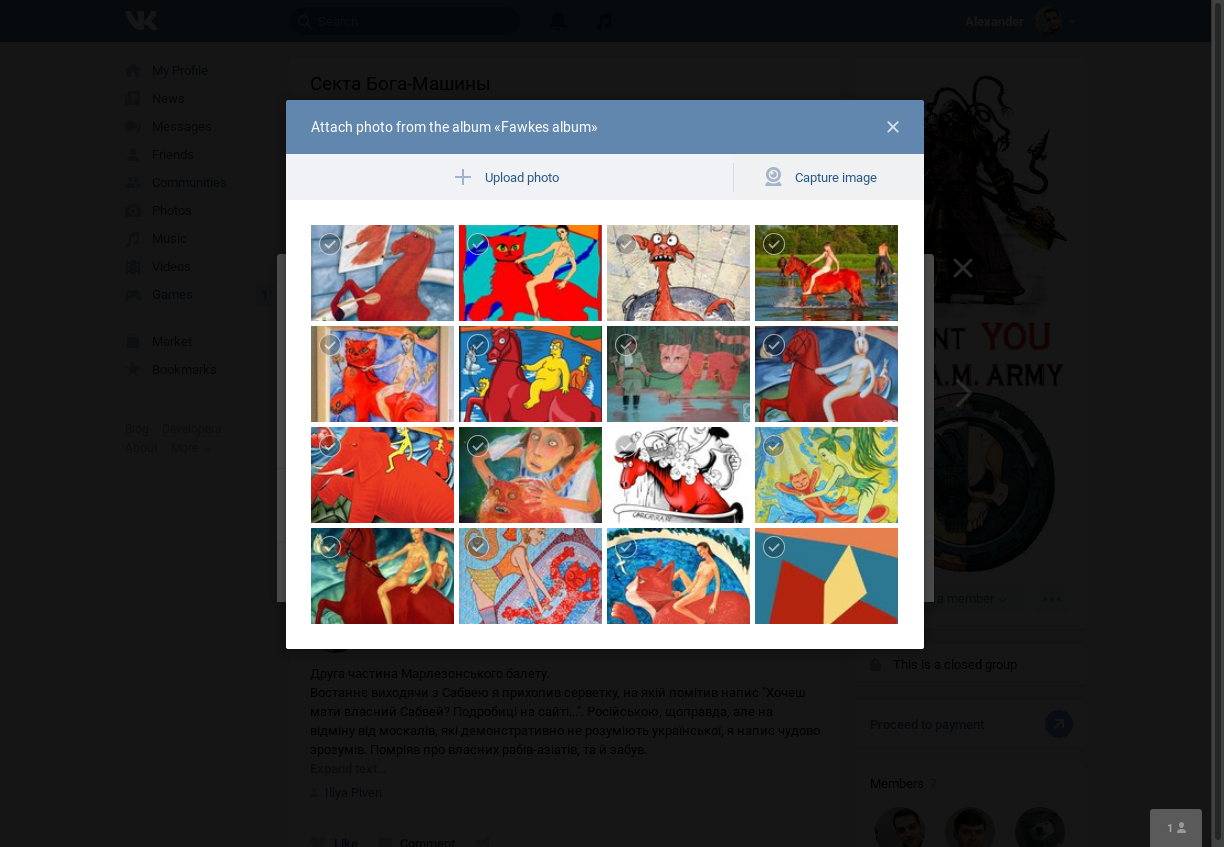 Search
Alexander
My Profile
News
Messages
Friends
Communities
Photos
Music
Videos
Games
1
Market
Bookmarks
Blog Developers
About More
Секта Бога-Машины
Attach photo from the album «Fawkes album»
Upload photo
Capture image
YOU
A.M. ARMY
a member
This is a closed group
Proceed to payment
Members 7
Друга частина Марлезонського балету.
Востаннє виходячи з Сабвею я прихопив серветку, на якій помітив напис "Хочеш
мати власний Сабвей? Подробиці на сайті...". Російською, щоправда, але на
відміну від москалів, які демонстративно не розуміють української, я напис чудово
зрозумів. Помріяв про власних рабів-азіатів, та й забув.
Expand text...
Illya Piven
Like Comment
1